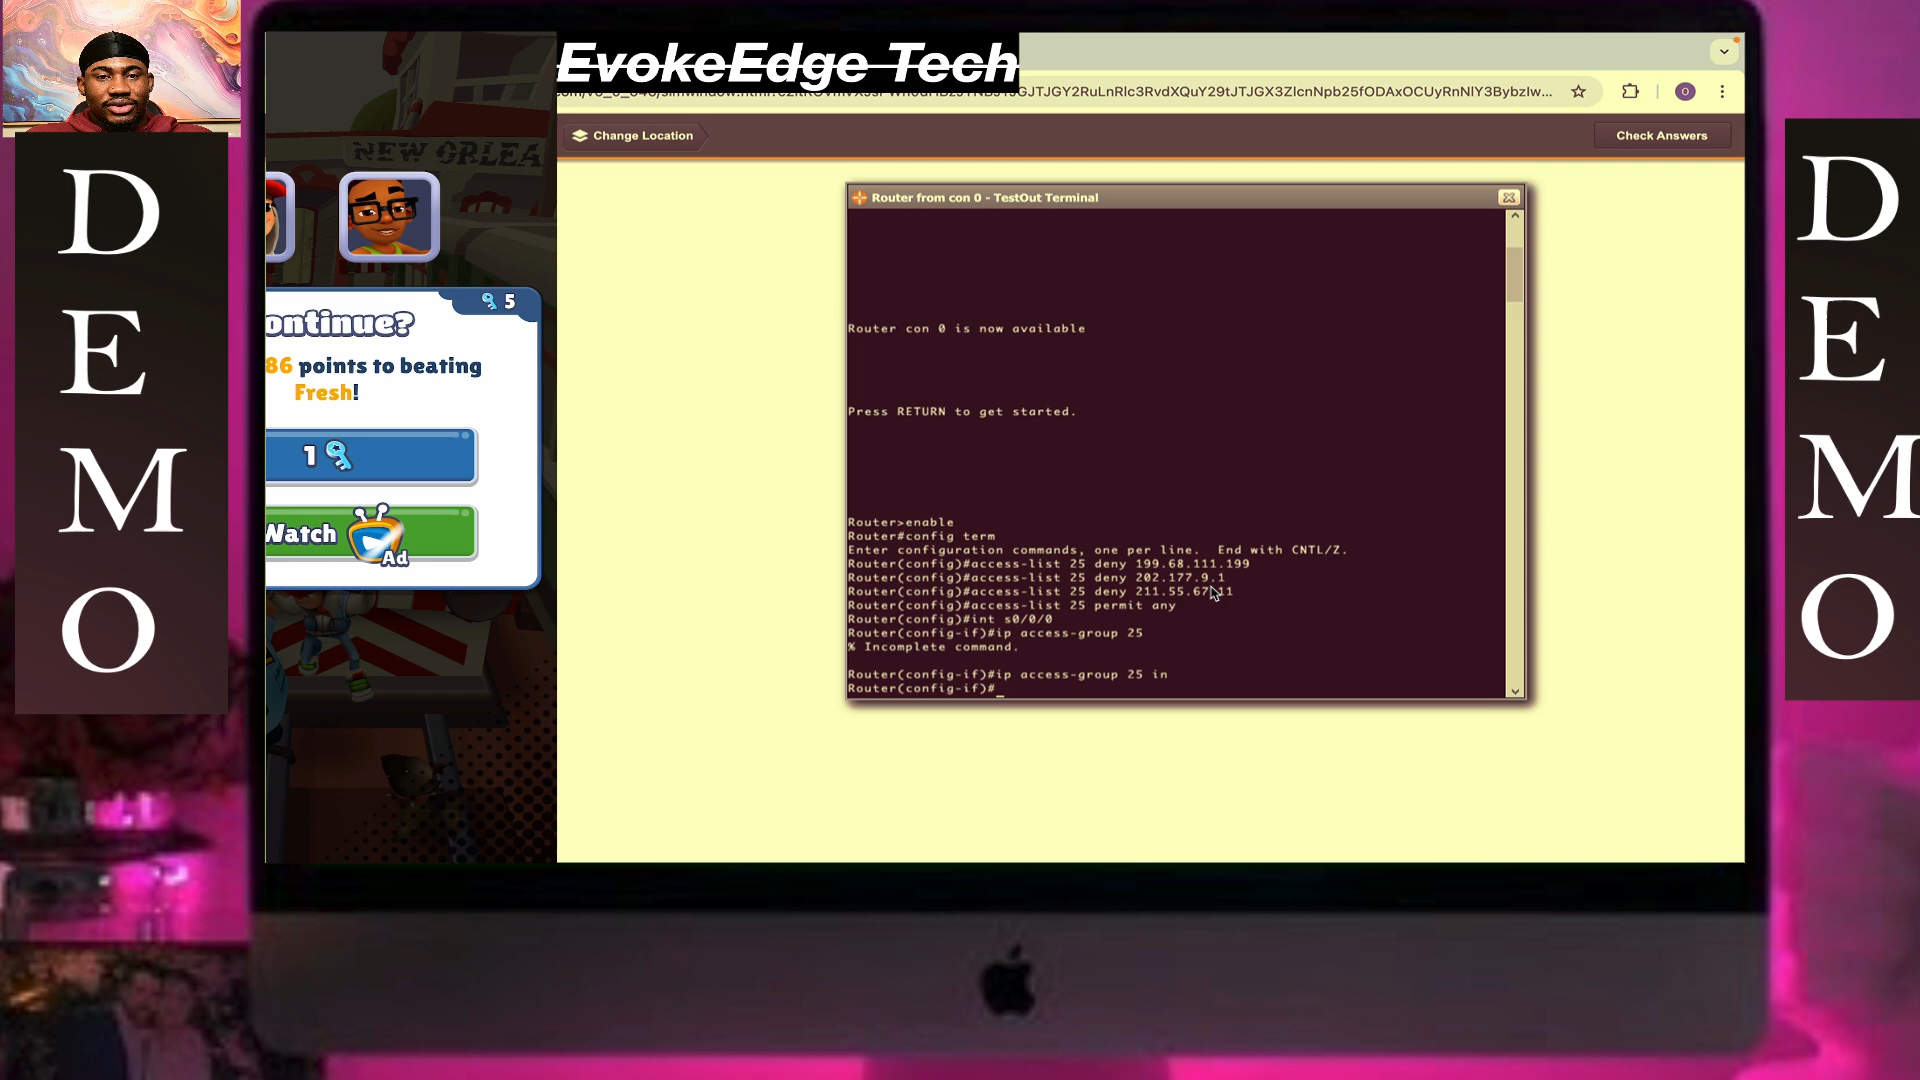 EvokeEdge Tech
Change Location
Check Answers
Router from con 0 - TestOut Terminal
Router con 0 is now available
Press RETURN to get started.
Router>enable
Router#config term
Enter configuration commands, one per line.  End with CNTL/Z.
Router(config)#access-list 25 deny 199.68.111.199
Router(config)#access-list 25 deny 202.177.9.1
Router(config)#access-list 25 deny
Router(config)#access-list 25 permit any
Router(config)#int s0/0/0
Router(config-if)#ip access-group 25
% Incomplete command.
Router(config-if)#ip access-group 25 in
Router(config-if)#_
NEW
5
ontinue?
86 points to beating
Fresh!
1
Watch
Ad
DEMO
DEMO
O